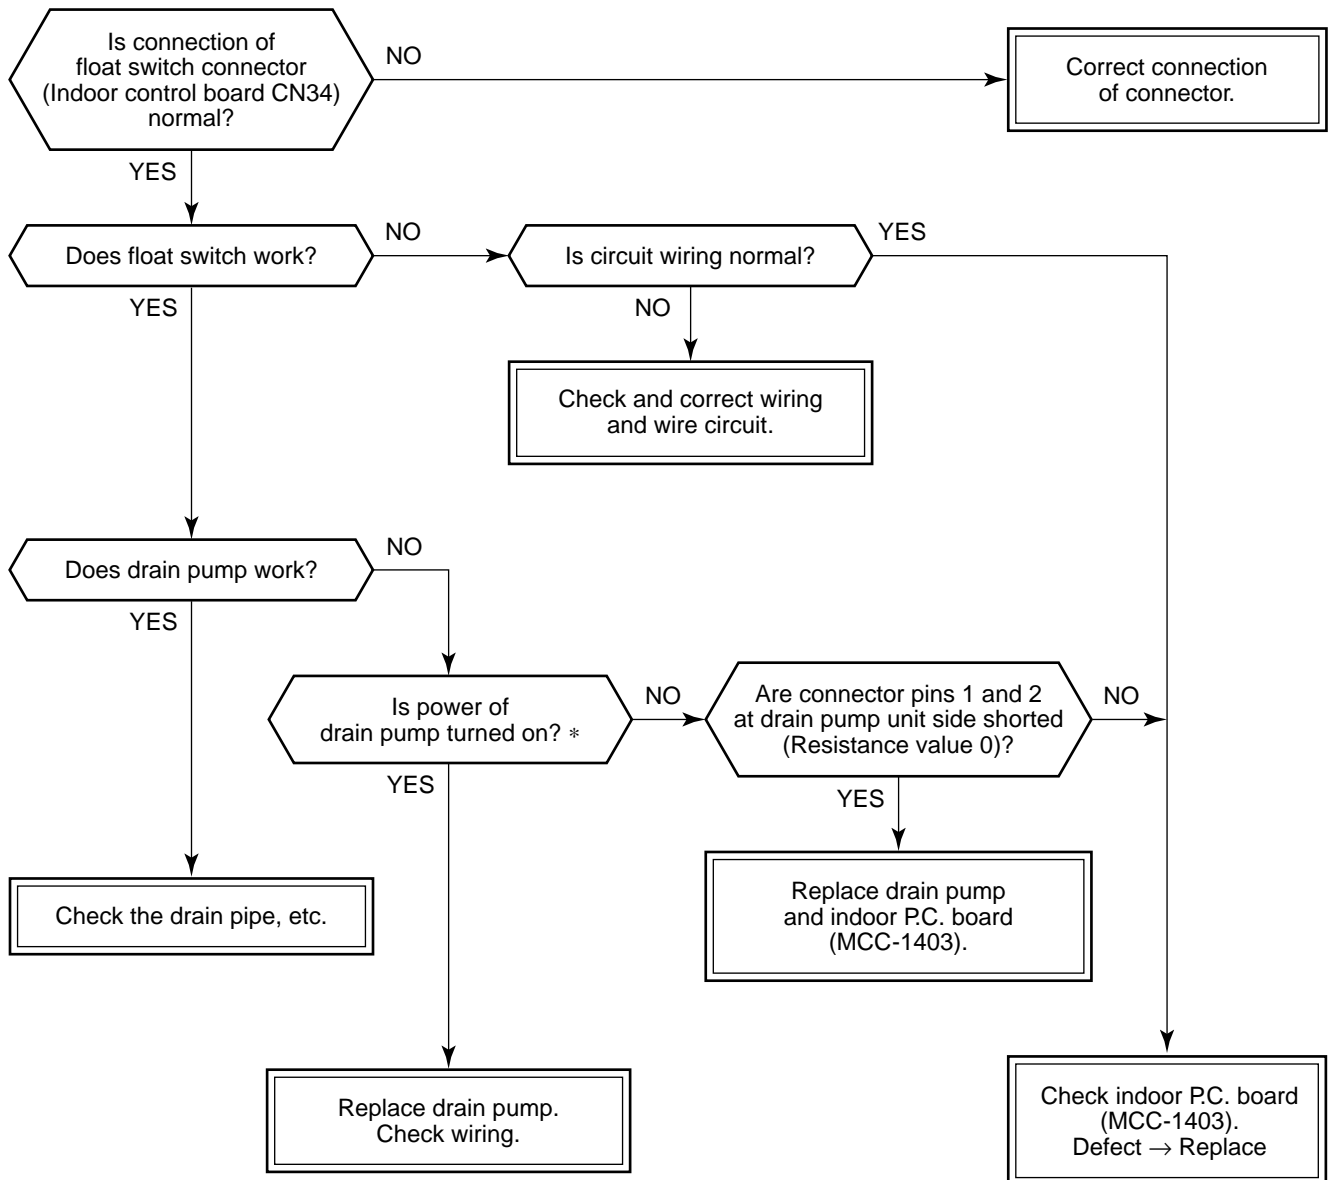 Is connection of
float switch connector
(Indoor control board CN34)
normal?
NO
Correct connection
of connector.
YES
Does float switch work?
NO
Is circuit wiring normal?
YES
YES
NO
Check and correct wiring
and wire circuit.
Does drain pump work?
NO
YES
Is power of
drain pump turned on? *
NO
Are connector pins 1 and 2
at drain pump unit side shorted
(Resistance value 0)?
NO
YES
YES
Check the drain pipe, etc.
Replace drain pump
and indoor P.C. board
(MCC-1403).
Replace drain pump.
Check wiring.
Check indoor P.C. board
(MCC-1403).
Defect → Replace